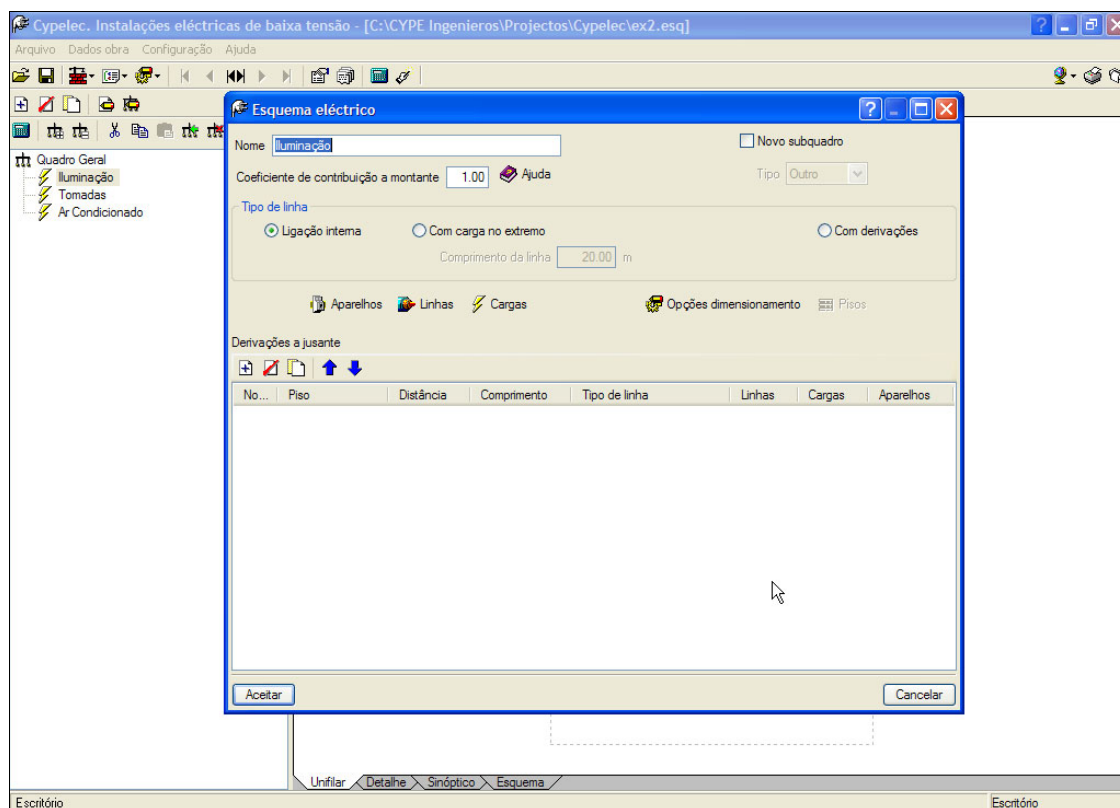 Cypelec. Instalações eléctricas de baixa tensão - [C:\CYPE Ingenieros\Projectos\Cypelec\ex2.esq]
Arquivo Dados obra Configuração Ajuda
Esquema eléctrico
Nome Iluminação
Novo subquadro
Coeficiente de contribuição a montante 1.00 Ajuda
Tipo Outro
Quadro Geral
Iluminação
Tomadas
Ar Condicionado
Tipo de linha
Ligação interna Com carga no extremo Com derivações
Comprimento da linha 20.00 m
Aparelhos Linhas Cargas Opções dimensionamento Pisos
Derivações a jusante
No... Piso Distância Comprimento Tipo de linha Linhas Cargas Aparelhos
Aceitar Cancelar
Unifilar Detalhe Sinóptico Esquema
Escritório Escritório